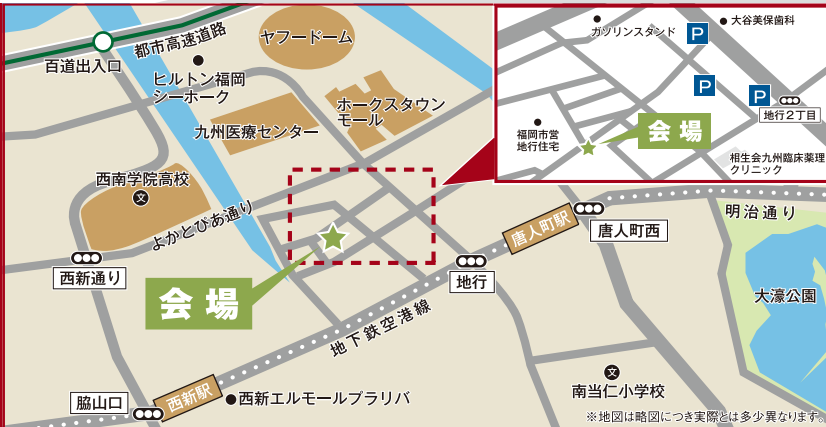 都市高速道路
百道出入口
ヤフードーム
ヒルトン福岡
シーホーク
ホークスタウン
モール
九州医療センター
西南学院高校
文
よかとぴあ通り
西新通り
会場
地行
唐人町駅
唐人町西
明治通り
大濠公園
地下鉄空港線
脇山口
西新駅
西新エルモールプラリバ
文
南当仁小学校
※地図は略図につき実際とは多少異なります。
ガソリンスタンド
P
大谷美保歯科
P
P
地行2丁目
福岡市営
地行住宅
会場
相生会九州臨床薬理
クリニック